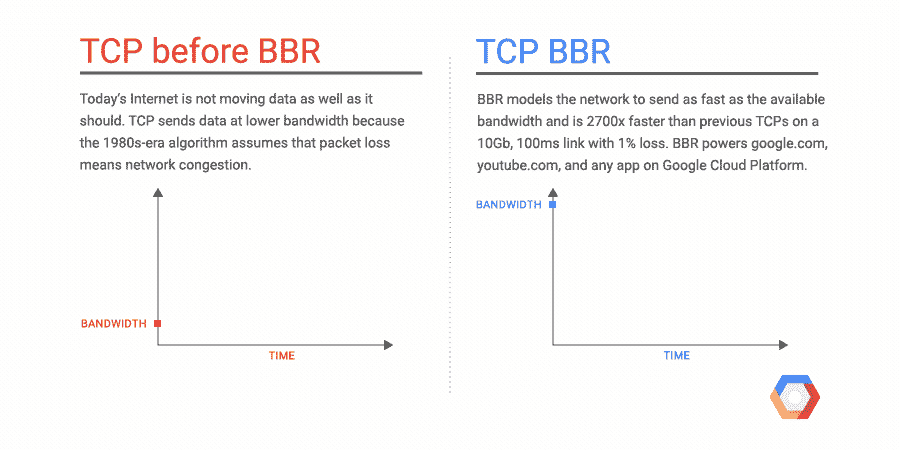 TCP before BBR
Today's Internet is not moving data as well as it
should. TCP sends data at lower bandwidth because
the 1980s-era algorithm assumes that packet loss
means network congestion.
BANDWIDTH
TIME
TCP BBR
BBR models the network to send as fast as the available
bandwidth and is 2700x faster than previous TCPs on a
10Gb, 100ms link with 1% loss. BBR powers google.com,
youtube.com, and any app on Google Cloud Platform.
BANDWIDTH
TIME